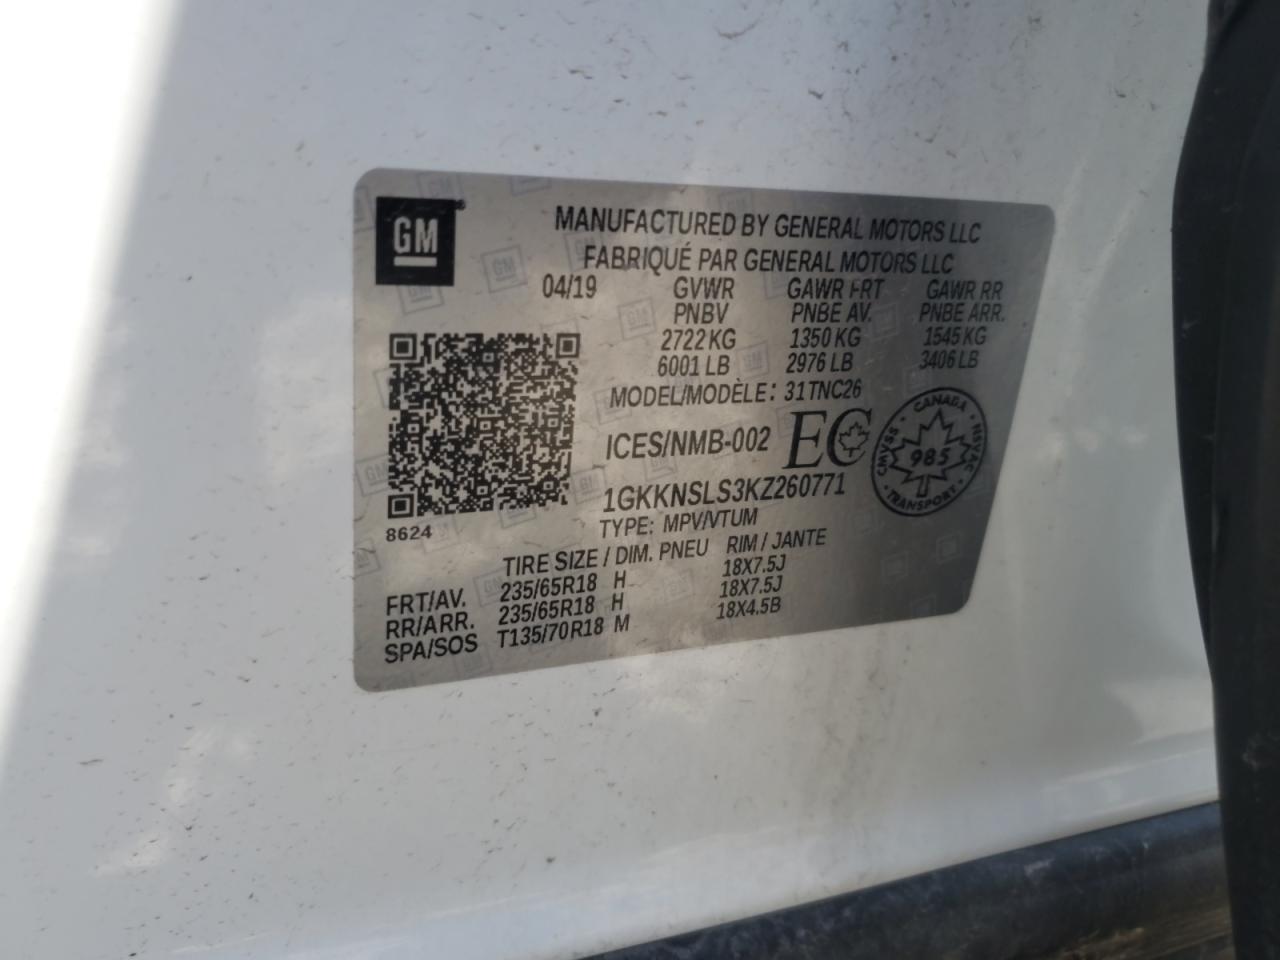 GM
MANUFACTURED BY GENERAL MOTORS LLC
FABRIQUÉ PAR GENERAL MOTORS LLC
04/19 GVWR GAWR FRT GAWR RR
PNBV PNBE AV. PNBE ARR.
2722 KG 1350 KG 1545 KG
6001 LB 2976 LB 3406 LB
MODEL/MODÈLE: 31TNC26
ICES/NMB-002 EC
CANADA
CMVSS 985 NSVAC
TRANSPORT
1GKKNSLS3KZ260771
8624
TYPE: MPV/VTUM
TIRE SIZE / DIM. PNEU RIM / JANTE
FRT/AV. 235/65R18 H 18X7.5J
RR/ARR. 235/65R18 H 18X7.5J
SPA/SOS T135/70R18 M 18X4.5B